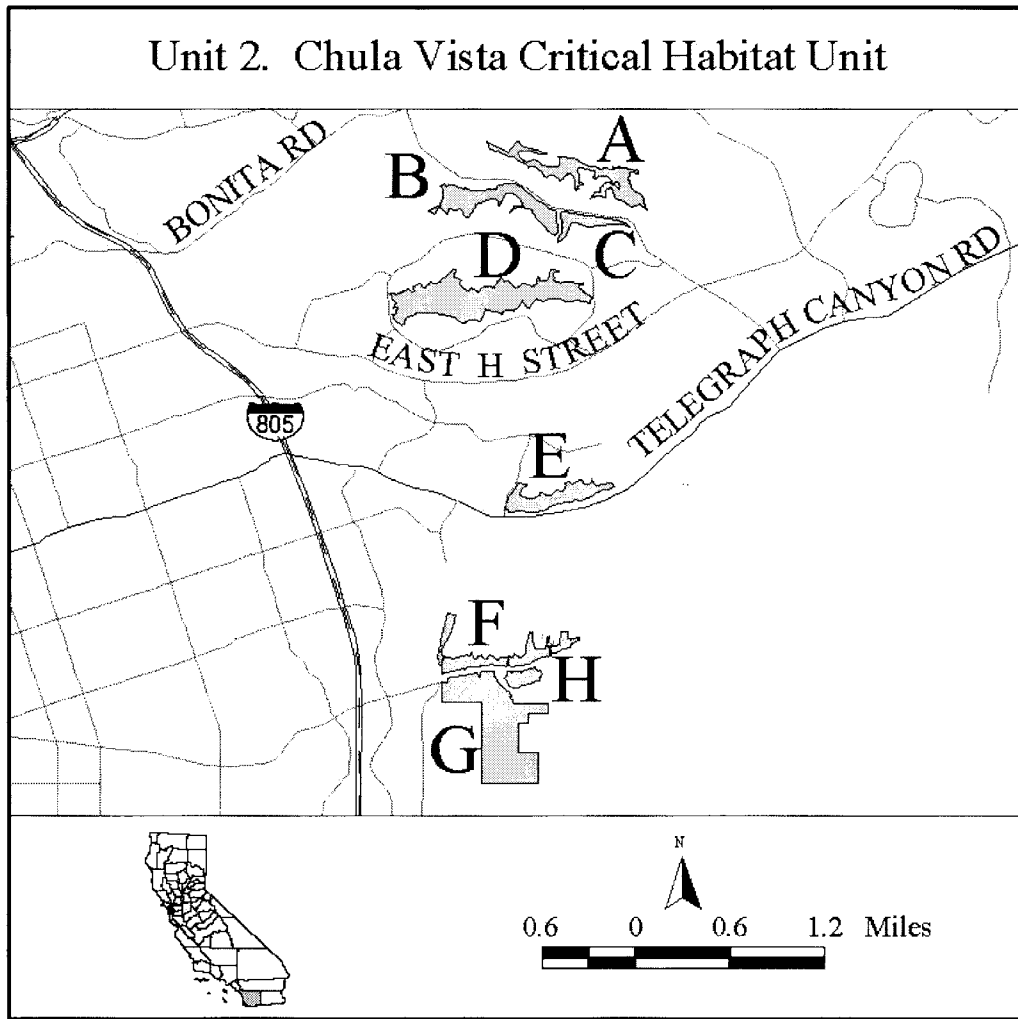 Unit 2. Chula Vista Critical Habitat Unit
BONITA RD
A
B
C
D
EAST H STREET
TELEGRAPH CANYON RD
805
E
F
H
G
N
0.6 0 0.6 1.2 Miles